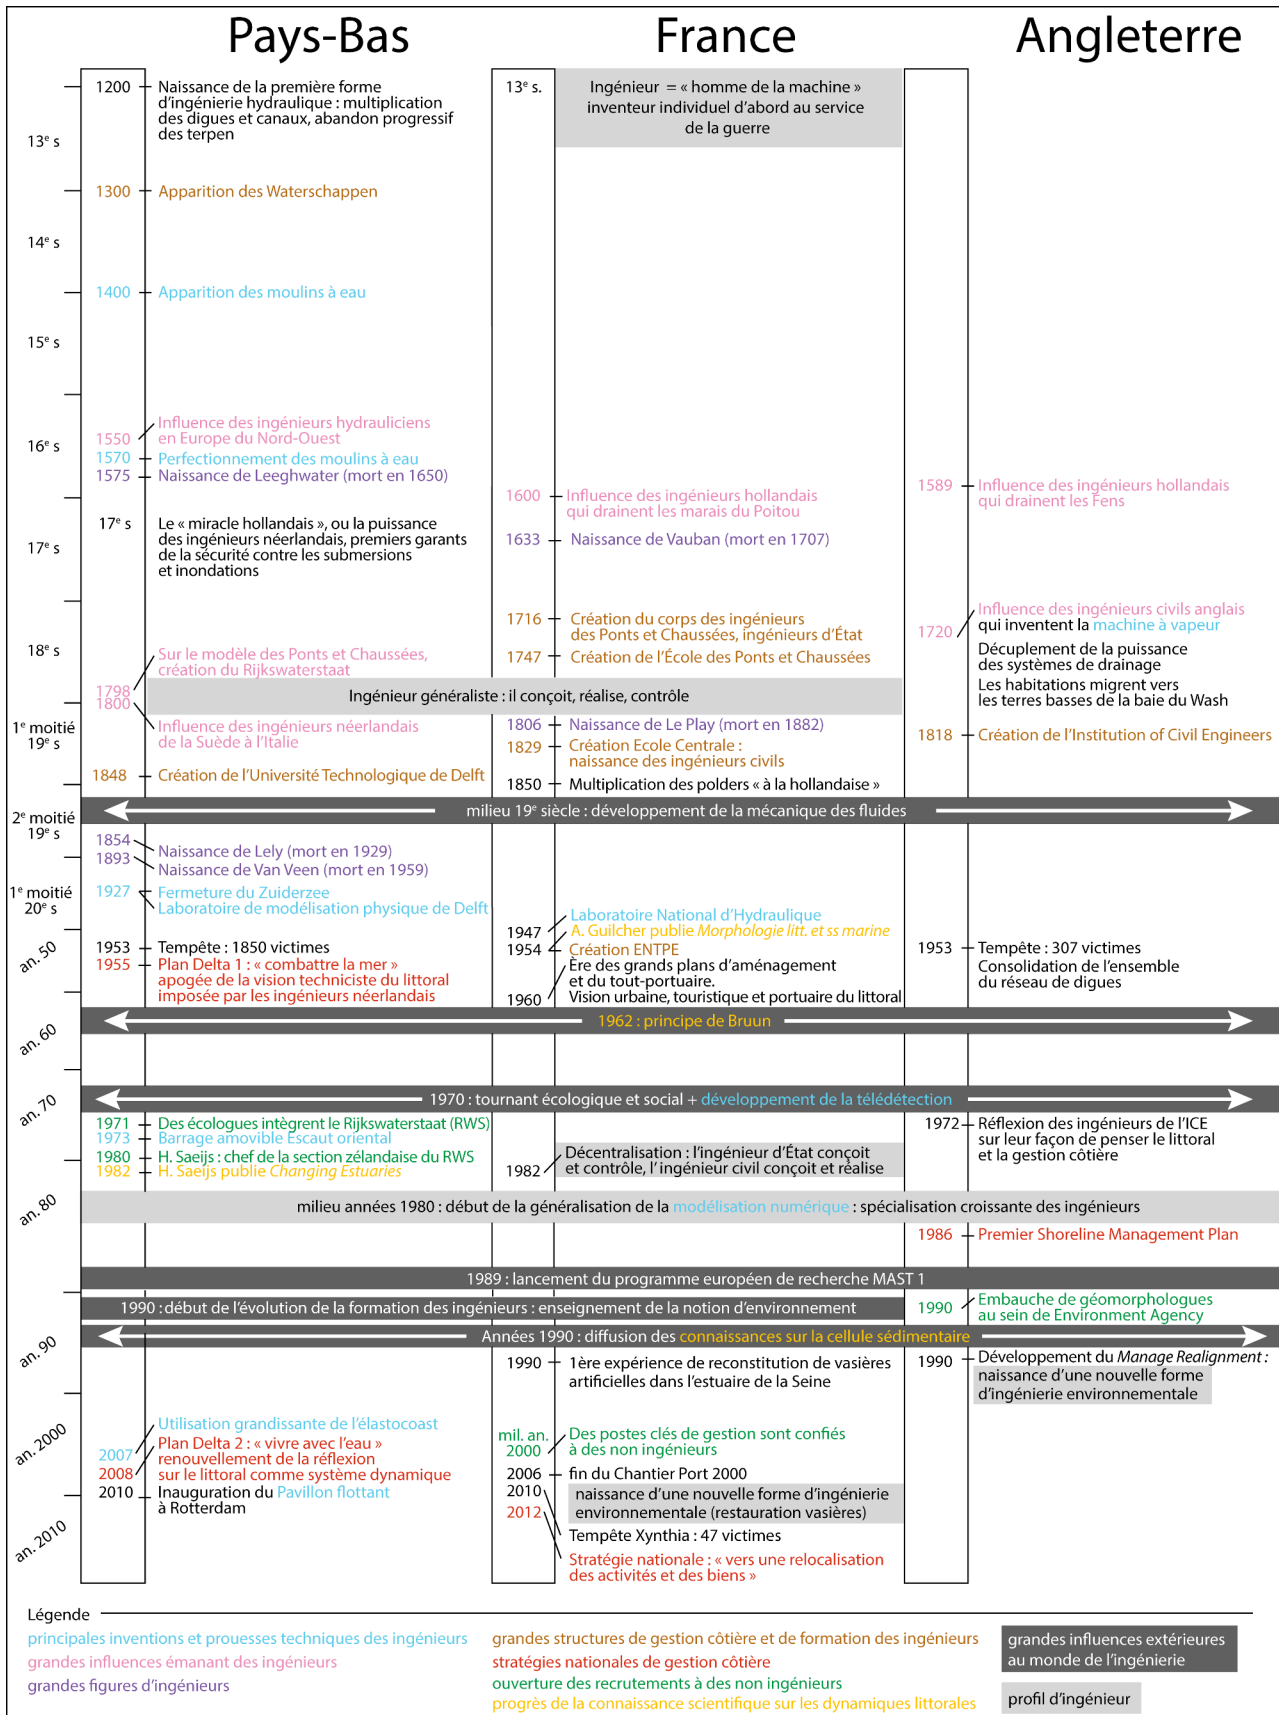 Pays-Bas
France
Angleterre
13e s
14e s
15e s
16e s
17e s
18e s
1e moitié
19e s
2e moitié
19e s
1e moitié
20e s
an. 50
an. 60
an. 70
an. 80
an. 90
an. 2000
an. 2010
1200 Naissance de la première forme
d'ingénierie hydraulique : multiplication
des digues et canaux, abandon progressif
des terpen
1300 Apparition des Waterschappen
1400 Apparition des moulins à eau
1550 Influence des ingénieurs hydrauliciens
en Europe du Nord-Ouest
1570 Perfectionnement des moulins à eau
1575 Naissance de Leeghwater (mort en 1650)
17e s Le « miracle hollandais », ou la puissance
des ingénieurs néerlandais, premiers garants
de la sécurité contre les submersions
et inondations
1798 Sur le modèle des Ponts et Chaussées,
création du Rijkswaterstaat
1800 Influence des ingénieurs néerlandais
de la Suède à l'Italie
1848 Création de l'Université Technologique de Delft
13e s. Ingénieur = « homme de la machine »
inventeur individuel d'abord au service
de la guerre
1600 Influence des ingénieurs hollandais
qui drainent les marais du Poitou
1633 Naissance de Vauban (mort en 1707)
1716 Création du corps des ingénieurs
des Ponts et Chaussées, ingénieurs d'État
1747 Création de l'École des Ponts et Chaussées
Ingénieur généraliste : il conçoit, réalise, contrôle
1806 Naissance de Le Play (mort en 1882)
1829 Création Ecole Centrale :
naissance des ingénieurs civils
1850 Multiplication des polders « à la hollandaise »
1589 Influence des ingénieurs hollandais
qui drainent les Fens
1720 Influence des ingénieurs civils anglais
qui inventent la machine à vapeur
Décuplement de la puissance
des systèmes de drainage
Les habitations migrent vers
les terres basses de la baie du Wash
1818 Création de l'Institution of Civil Engineers
milieu 19e siècle : développement de la mécanique des fluides
1854 Naissance de Lely (mort en 1929)
1893 Naissance de Van Veen (mort en 1959)
1927 Fermeture du Zuiderzee
Laboratoire de modélisation physique de Delft
1953 Tempête : 1850 victimes
1955 Plan Delta 1 : « combattre la mer »
apogée de la vision techniciste du littoral
imposée par les ingénieurs néerlandais
Laboratoire National d'Hydraulique
1947 A. Guilcher publie Morphologie litt. et ss marine
1954 Création ENTPE
Ère des grands plans d'aménagement
et du tout-portuaire.
1960 Vision urbaine, touristique et portuaire du littoral
1953 Tempête : 307 victimes
Consolidation de l'ensemble
du réseau de digues
1962 : principe de Bruun
1970 : tournant écologique et social + développement de la télédétection
1971 Des écologues intègrent le Rijkswaterstaat (RWS)
1973 Barrage amovible Escaut oriental
1980 H. Saeijs : chef de la section zélandaise du RWS
1982 H. Saeijs publie Changing Estuaries
1982 Décentralisation : l'ingénieur d'État conçoit
et contrôle, l' ingénieur civil conçoit et réalise
1972 Réflexion des ingénieurs de l'ICE
sur leur façon de penser le littoral
et la gestion côtière
milieu années 1980 : début de la généralisation de la modélisation numérique : spécialisation croissante des ingénieurs
1986 Premier Shoreline Management Plan
1989 : lancement du programme européen de recherche MAST 1
1990 : début de l'évolution de la formation des ingénieurs : enseignement de la notion d'environnement
1990 Embauche de géomorphologues
au sein de Environment Agency
Années 1990 : diffusion des connaissances sur la cellule sédimentaire
Utilisation grandissante de l'élastocoast
2007 Plan Delta 2 : « vivre avec l'eau »
renouvellement de la réflexion
2008 sur le littoral comme système dynamique
2010 Inauguration du Pavillon flottant
à Rotterdam
1990 1ère expérience de reconstitution de vasières
artificielles dans l'estuaire de la Seine
mil. an. Des postes clés de gestion sont confiés
2000 à des non ingénieurs
2006 fin du Chantier Port 2000
2010 naissance d'une nouvelle forme d'ingénierie
environnementale (restauration vasières)
2012
Tempête Xynthia : 47 victimes
Stratégie nationale : « vers une relocalisation
des activités et des biens »
1990 Développement du Manage Realignment :
naissance d'une nouvelle forme
d'ingénierie environnementale
Légende
principales inventions et prouesses techniques des ingénieurs
grandes influences émanant des ingénieurs
grandes figures d'ingénieurs
grandes structures de gestion côtière et de formation des ingénieurs
stratégies nationales de gestion côtière
ouverture des recrutements à des non ingénieurs
progrès de la connaissance scientifique sur les dynamiques littorales
grandes influences extérieures
au monde de l'ingénierie
profil d'ingénieur